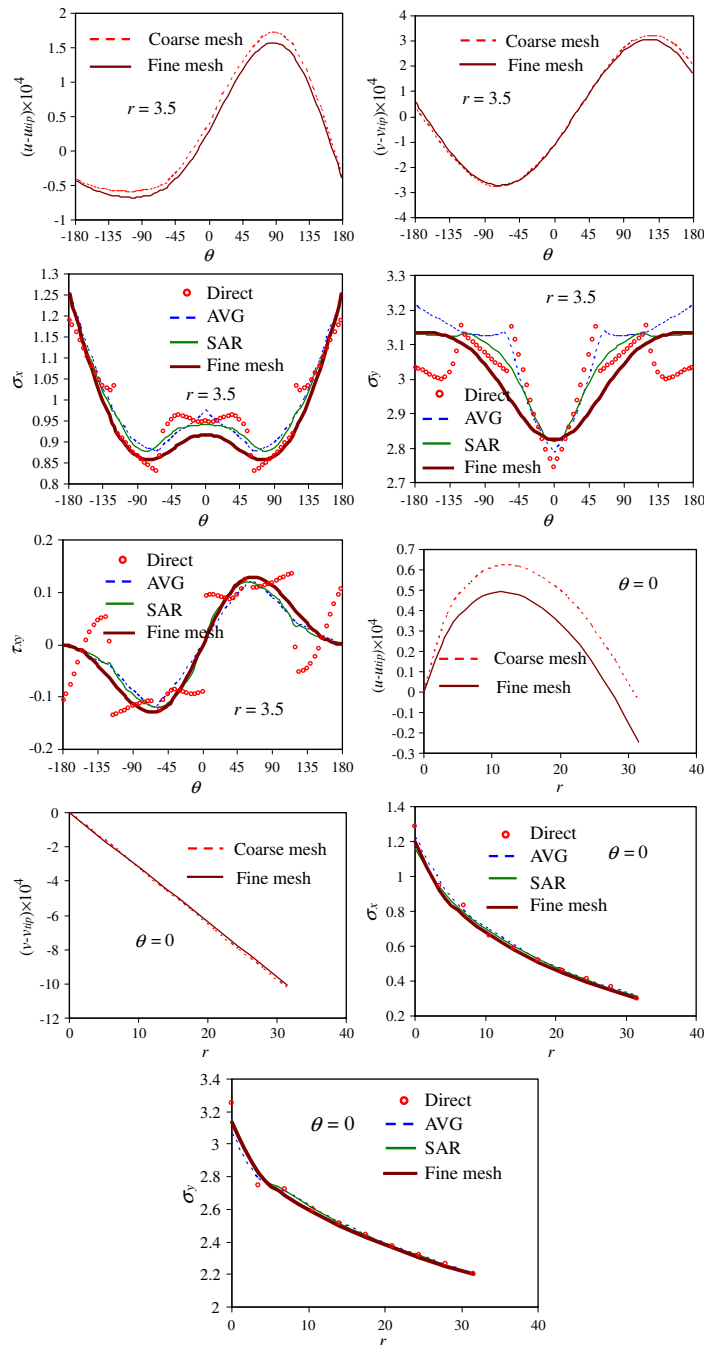 2
1.5
1
0.5
0
-0.5
-1
(u-utip)×10⁴
Coarse mesh
Fine mesh
r = 3.5
-180 -135 -90 -45 0 45 90 135 180
θ
4
3
2
1
0
-1
-2
-3
-4
(v-vtip)×10⁴
Coarse mesh
Fine mesh
r = 3.5
-180 -135 -90 -45 0 45 90 135 180
θ
1.3
1.25
1.2
1.15
1.1
1.05
1
0.95
0.9
0.85
0.8
σx
Direct
AVG
SAR
Fine mesh
r = 3.5
-180 -135 -90 -45 0 45 90 135 180
θ
3.3
3.2
3.1
3
2.9
2.8
2.7
σy
r = 3.5
Direct
AVG
SAR
Fine mesh
-180 -135 -90 -45 0 45 90 135 180
θ
0.2
0.1
0
-0.1
-0.2
τxy
Direct
AVG
SAR
Fine mesh
r = 3.5
-180 -135 -90 -45 0 45 90 135 180
θ
0.7
0.6
0.5
0.4
0.3
0.2
0.1
0
-0.1
-0.2
-0.3
(u-utip)×10⁴
θ = 0
Coarse mesh
Fine mesh
0 10 20 30 40
r
0
-2
-4
-6
-8
-10
-12
(v-vtip)×10⁴
Coarse mesh
Fine mesh
θ = 0
0 10 20 30 40
r
1.4
1.2
1
0.8
0.6
0.4
0.2
σx
Direct
AVG
SAR
Fine mesh
θ = 0
0 10 20 30 40
r
3.4
3.2
3
2.8
2.6
2.4
2.2
2
σy
θ = 0
Direct
AVG
SAR
Fine mesh
0 10 20 30 40
r